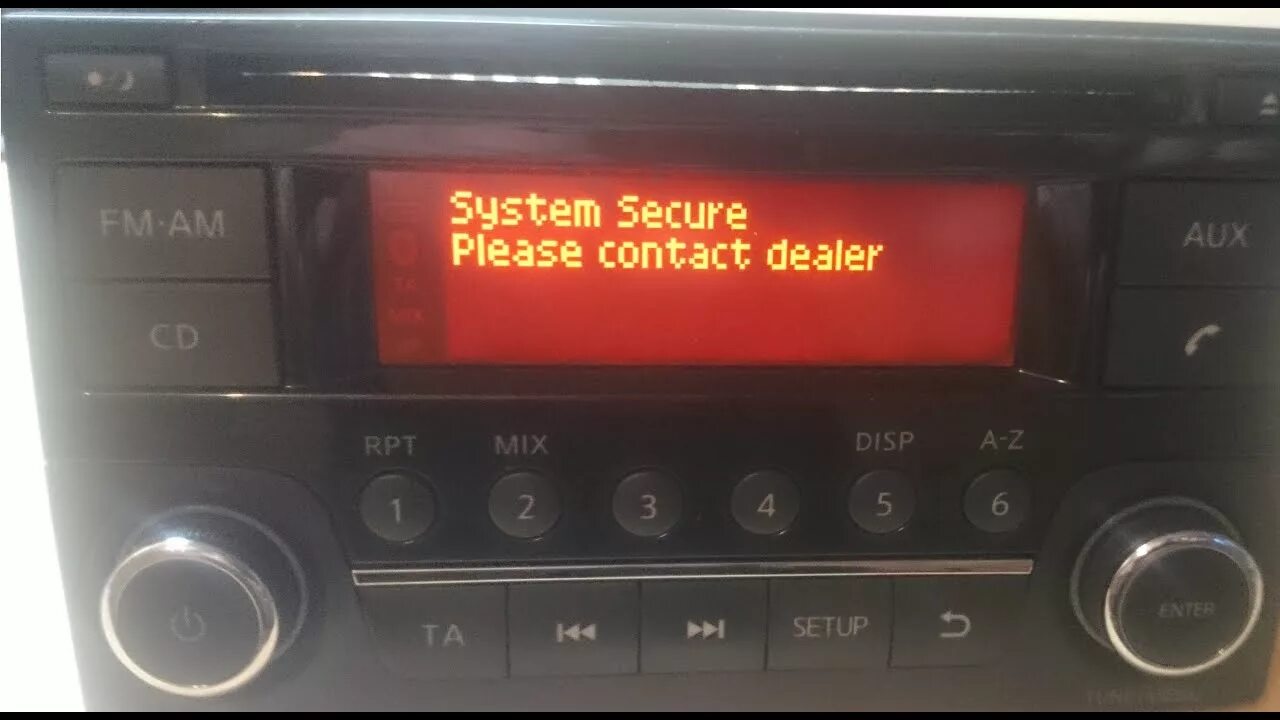 System Secure
Please contact dealer
FM·AM
AUX
CD
RPT MIX DISP A-Z
1 2 3 4 5 6
TA SETUP
ENTER